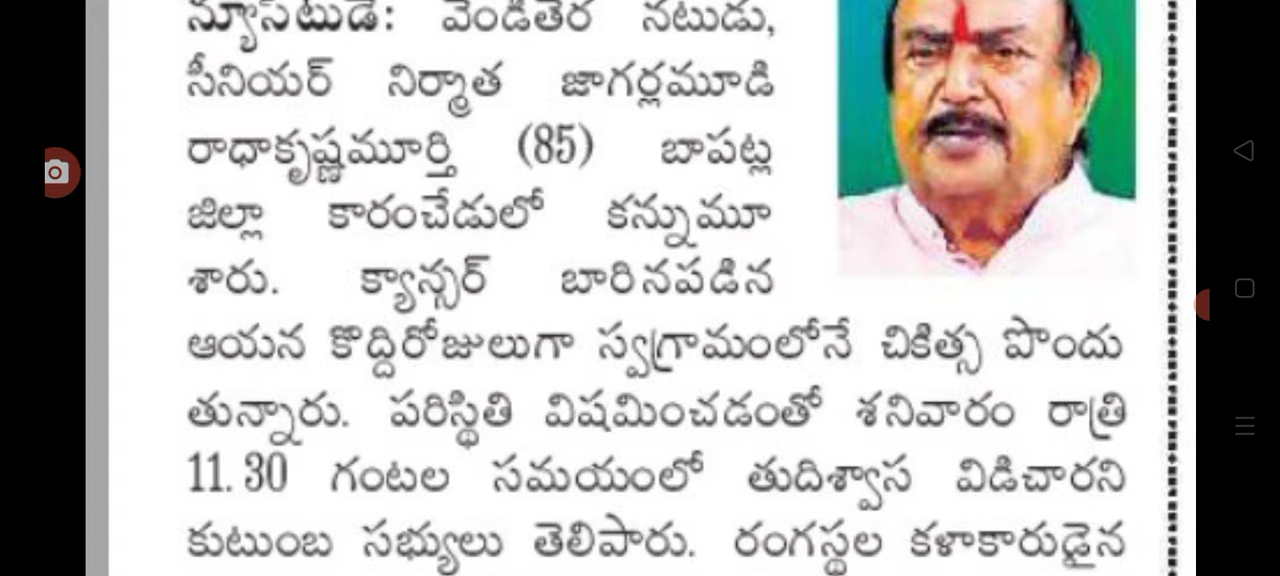 న్యూస్‌టుడే: వెండితెర నటుడు,
సీనియర్ నిర్మాత జాగర్లమూడి
రాధాకృష్ణమూర్తి (85) బాపట్ల
జిల్లా కారంచేడులో కన్నుమూ
శారు. క్యాన్సర్ బారినపడిన
ఆయన కొద్దిరోజులుగా స్వగ్రామంలోనే చికిత్స పొందు
తున్నారు. పరిస్థితి విషమించడంతో శనివారం రాత్రి
11.30 గంటల సమయంలో తుదిశ్వాస విడిచారని
కుటుంబ సభ్యులు తెలిపారు. రంగస్థల కళాకారుడైన